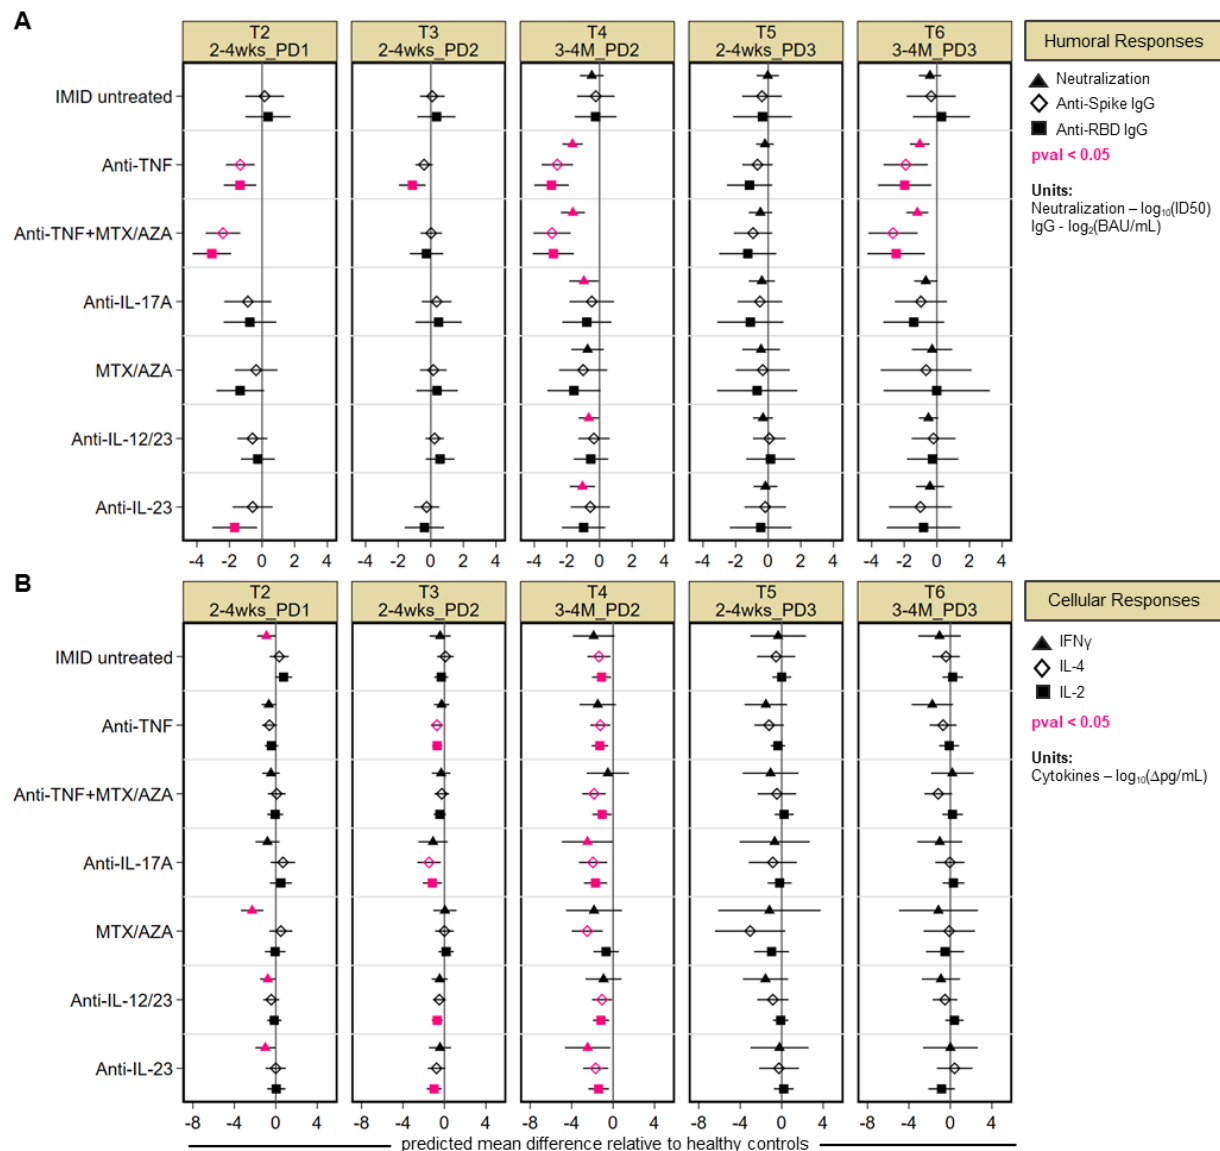 A
T2
2-4wks_PD1
T3
2-4wks_PD2
T4
3-4M_PD2
T5
2-4wks_PD3
T6
3-4M_PD3
Humoral Responses
Neutralization
Anti-Spike IgG
Anti-RBD IgG
pval < 0.05
Units:
Neutralization – log₁₀(ID50)
IgG - log₂(BAU/mL)
IMID untreated
Anti-TNF
Anti-TNF+MTX/AZA
Anti-IL-17A
MTX/AZA
Anti-IL-12/23
Anti-IL-23
-4 -2 0 2 4
-4 -2 0 2 4
-4 -2 0 2 4
-4 -2 0 2 4
-4 -2 0 2 4
B
T2
2-4wks_PD1
T3
2-4wks_PD2
T4
3-4M_PD2
T5
2-4wks_PD3
T6
3-4M_PD3
Cellular Responses
IFNγ
IL-4
IL-2
pval < 0.05
Units:
Cytokines – log₁₀(Δpg/mL)
IMID untreated
Anti-TNF
Anti-TNF+MTX/AZA
Anti-IL-17A
MTX/AZA
Anti-IL-12/23
Anti-IL-23
-8 -4 0 4
-8 -4 0 4
-8 -4 0 4
-8 -4 0 4
-8 -4 0 4
predicted mean difference relative to healthy controls